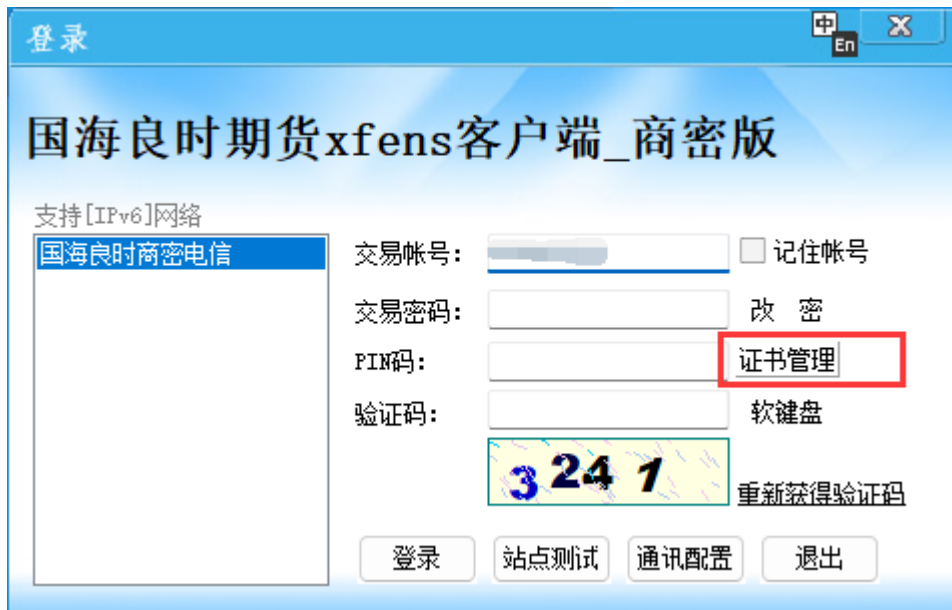 登录
中
En
国海良时期货xfens客户端_商密版
支持[IPv6]网络
国海良时商密电信
交易帐号：
记住帐号
交易密码：
改 密
PIN码：
证书管理
验证码：
软键盘
3241
重新获得验证码
登录
站点测试
通讯配置
退出